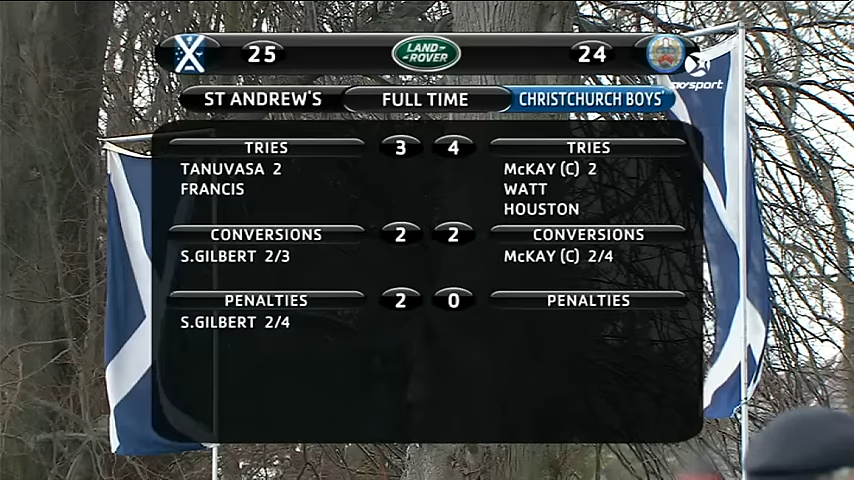 25
LAND-
ROVER
24
ST ANDREW'S
FULL TIME
CHRISTCHURCH BOYS'
sport
TRIES
3
4
TRIES
TANUVASA 2
McKAY (C) 2
FRANCIS
WATT
HOUSTON
CONVERSIONS
2
2
CONVERSIONS
S.GILBERT 2/3
McKAY (C) 2/4
PENALTIES
2
0
PENALTIES
S.GILBERT 2/4